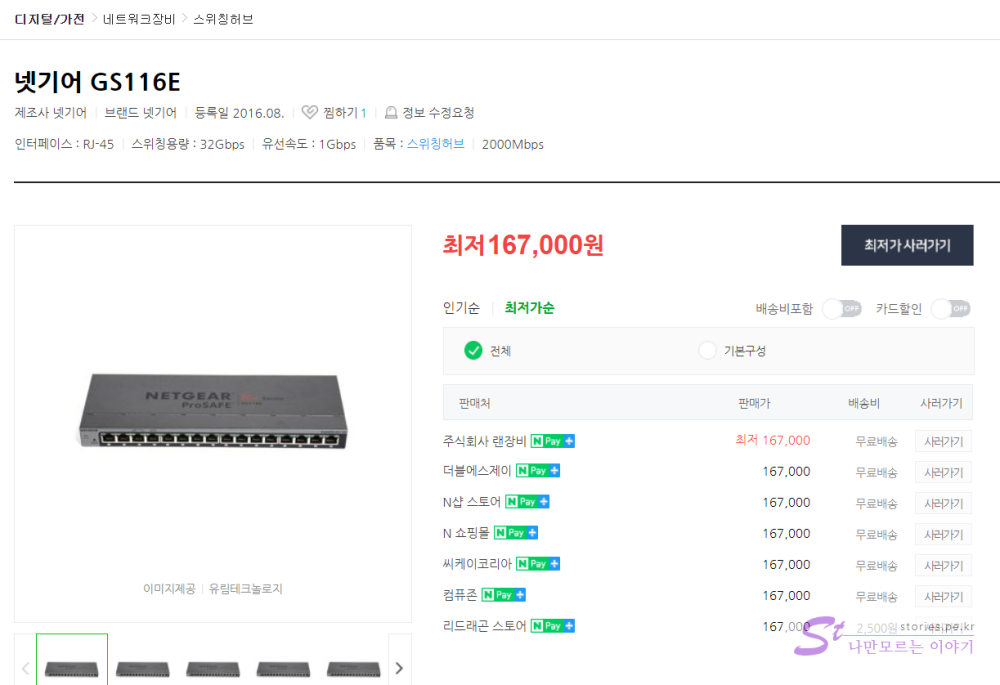 디지털/가전 > 네트워크장비 > 스위칭허브
넷기어 GS116E
제조사 넷기어 | 브랜드 넷기어 | 등록일 2016.08. | 찜하기 1 | 정보 수정요청
인터페이스 : RJ-45 | 스위칭용량 : 32Gbps | 유선속도 : 1Gbps | 품목 : 스위칭허브 | 2000Mbps
최저 167,000원
최저가 사러가기
인기순 | 최저가순
배송비포함 OFF 카드할인 OFF
전체 기본구성
판매처 판매가 배송비 사러가기
주식회사 랜장비 N Pay + 최저 167,000 무료배송 사러가기
더블에스제이 N Pay + 167,000 무료배송 사러가기
N샵 스토어 N Pay + 167,000 무료배송 사러가기
N 쇼핑몰 N Pay + 167,000 무료배송 사러가기
씨케이코리아 N Pay + 167,000 무료배송 사러가기
컴퓨존 N Pay + 167,000 무료배송 사러가기
리드래곤 스토어 N Pay + 167,000 2,500원 사러가기
NETGEAR
ProSAFE
이미지제공 | 유림테크놀로지
St stories.pe.kr
나만모르는 이야기